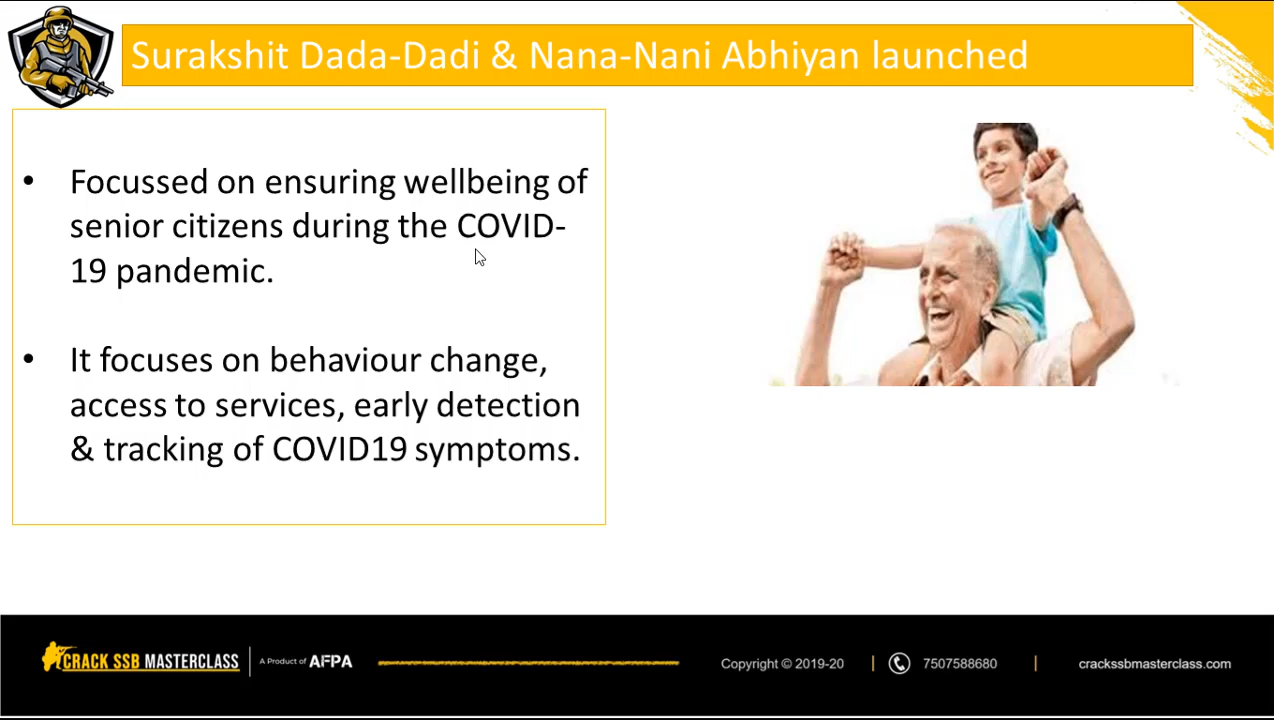 Surakshit Dada-Dadi & Nana-Nani Abhiyan launched
• Focussed on ensuring wellbeing of
senior citizens during the COVID-
19 pandemic.
• It focuses on behaviour change,
access to services, early detection
& tracking of COVID19 symptoms.
CRACK SSB MASTERCLASS
A Product of AFPA
Copyright © 2019-20
7507588680
crackssbmasterclass.com